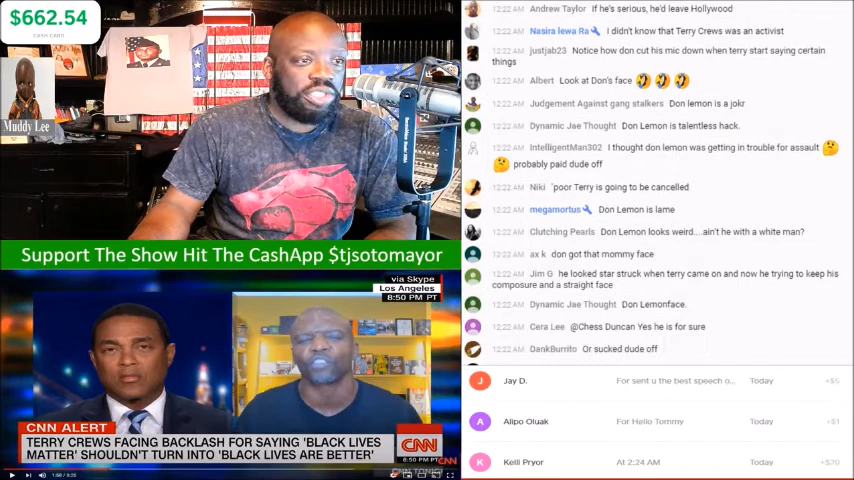 $662.54
CASH CARD
Muddy Lee
Support The Show Hit The CashApp $tjsotomayor
via Skype
Los Angeles
8:50 PM PT
CNN ALERT
TERRY CREWS FACING BACKLASH FOR SAYING 'BLACK LIVES
MATTER' SHOULDN'T TURN INTO 'BLACK LIVES ARE BETTER'
CNN
8:50 PM PT
CNN TONIGHT
1:50 / 9:25
12:22 AM Andrew Taylor If he's serious, he'd leave Hollywood
12:22 AM Nasira Iewa Ra I didn't know that Terry Crews was an activist
12:22 AM justjab23 Notice how don cut his mic down when terry start saying certain
things
12:22 AM Albert Look at Don's face 🤣 🤣 🤣
12:22 AM Judgement Against gang stalkers Don lemon is a jokr
12:22 AM Dynamic Jae Thought Don Lemon is talentless hack.
12:22 AM IntelligentMan302 I thought don lemon was getting in trouble for assault 🤔
🤔 probably paid dude off
12:22 AM Niki poor Terry is going to be cancelled
12:22 AM megamortus Don Lemon is lame
12:22 AM Clutching Pearls Don Lemon looks weird....ain't he with a white man?
12:22 AM ax k don got that mommy face
12:22 AM Jim G he looked star struck when terry came on and now he trying to keep his
composure and a straight face
12:22 AM Dynamic Jae Thought Don Lemonface.
12:22 AM Cera Lee @Chess Duncan Yes he is for sure
12:22 AM DankBurrito Or sucked dude off
J Jay D. For sent u the best speech o... Today +$5
A Alipo Oluak For Hello Tommy Today +$1
K Kelli Pryor At 2:24 AM Today +$20